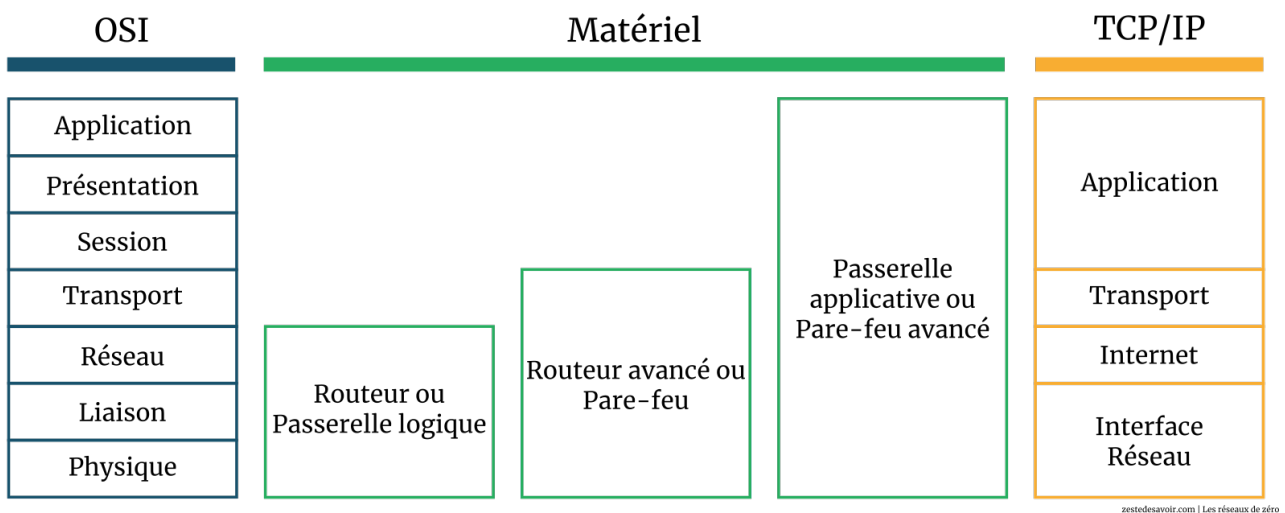 OSI
Matériel
TCP/IP
Application
Présentation
Session
Transport
Réseau
Liaison
Physique
Routeur ou
Passerelle logique
Routeur avancé ou
Pare-feu
Passerelle
applicative ou
Pare-feu avancé
Application
Transport
Internet
Interface
Réseau
zestedesavoir.com | Les réseaux de zéro